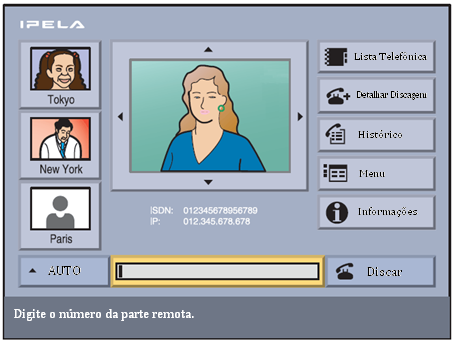 IPELA
Tokyo
New York
Paris
Lista Telefônica
Detalhar Discagem
Histórico
Menu
Informações
ISDN: 012345678956789
IP: 012.345.678.678
AUTO
Discar
Digite o número da parte remota.